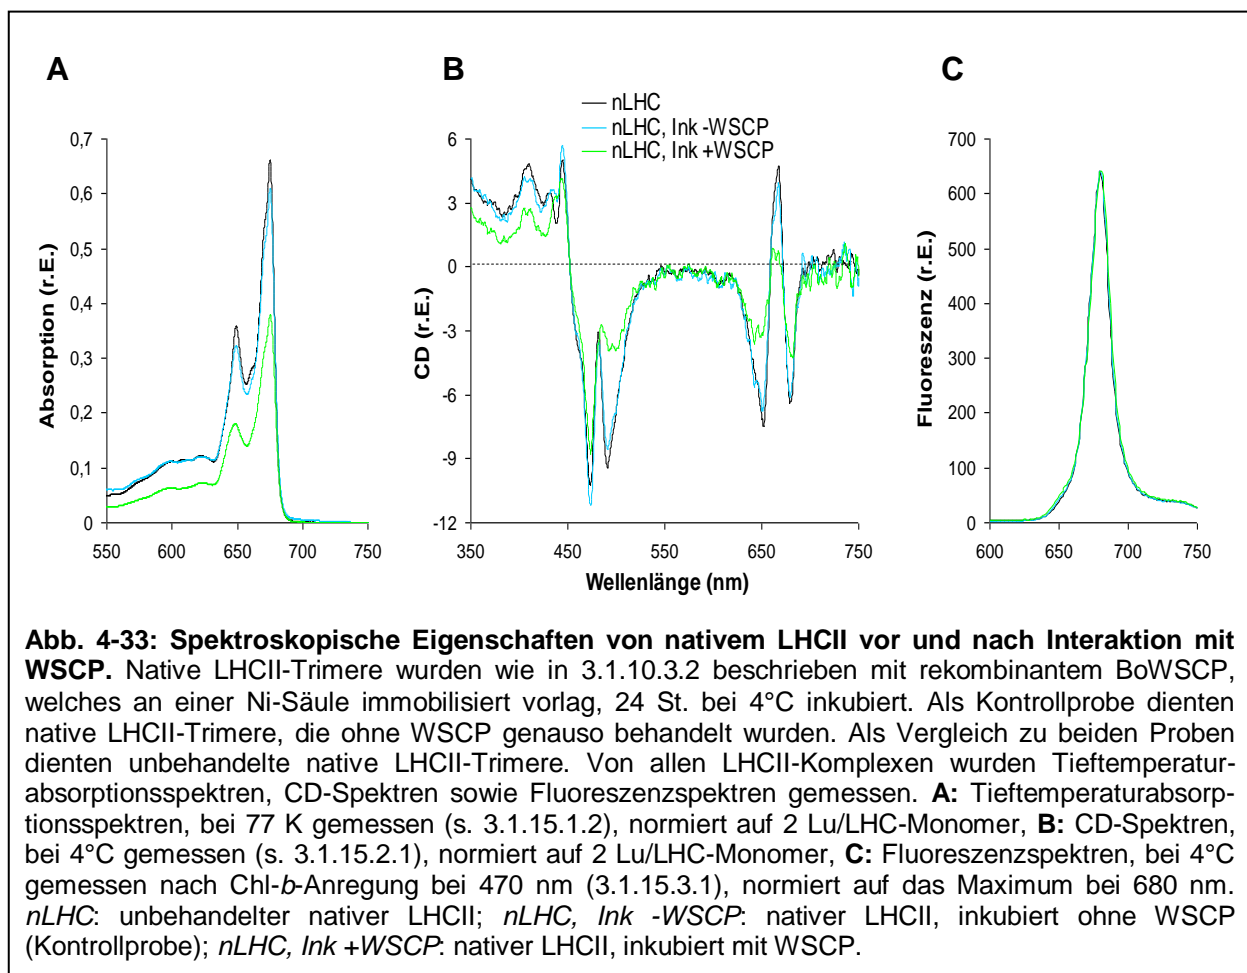 A
B
C
nLHC
nLHC, Ink -WSCP
nLHC, Ink +WSCP
Absorption (r.E.)
0,7
0,6
0,5
0,4
0,3
0,2
0,1
0
550
600
650
700
750
CD (r.E.)
6
3
0
-3
-6
-9
-12
350
450
550
650
750
Wellenlänge (nm)
Fluoreszenz (r.E.)
700
600
500
400
300
200
100
0
600
650
700
750
Abb. 4-33: Spektroskopische Eigenschaften von nativem LHCII vor und nach Interaktion mit
WSCP. Native LHCII-Trimere wurden wie in 3.1.10.3.2 beschrieben mit rekombinantem BoWSCP,
welches an einer Ni-Säule immobilisiert vorlag, 24 St. bei 4°C inkubiert. Als Kontrollprobe dienten
native LHCII-Trimere, die ohne WSCP genauso behandelt wurden. Als Vergleich zu beiden Proben
dienten unbehandelte native LHCII-Trimere. Von allen LHCII-Komplexen wurden Tieftemperatur-
absorptionsspektren, CD-Spektren sowie Fluoreszenzspektren gemessen. A: Tieftemperaturabsorp-
tionsspektren, bei 77 K gemessen (s. 3.1.15.1.2), normiert auf 2 Lu/LHC-Monomer, B: CD-Spektren,
bei 4°C gemessen (s. 3.1.15.2.1), normiert auf 2 Lu/LHC-Monomer, C: Fluoreszenzspektren, bei 4°C
gemessen nach Chl-b-Anregung bei 470 nm (3.1.15.3.1), normiert auf das Maximum bei 680 nm.
nLHC: unbehandelter nativer LHCII; nLHC, Ink -WSCP: nativer LHCII, inkubiert ohne WSCP
(Kontrollprobe); nLHC, Ink +WSCP: nativer LHCII, inkubiert mit WSCP.